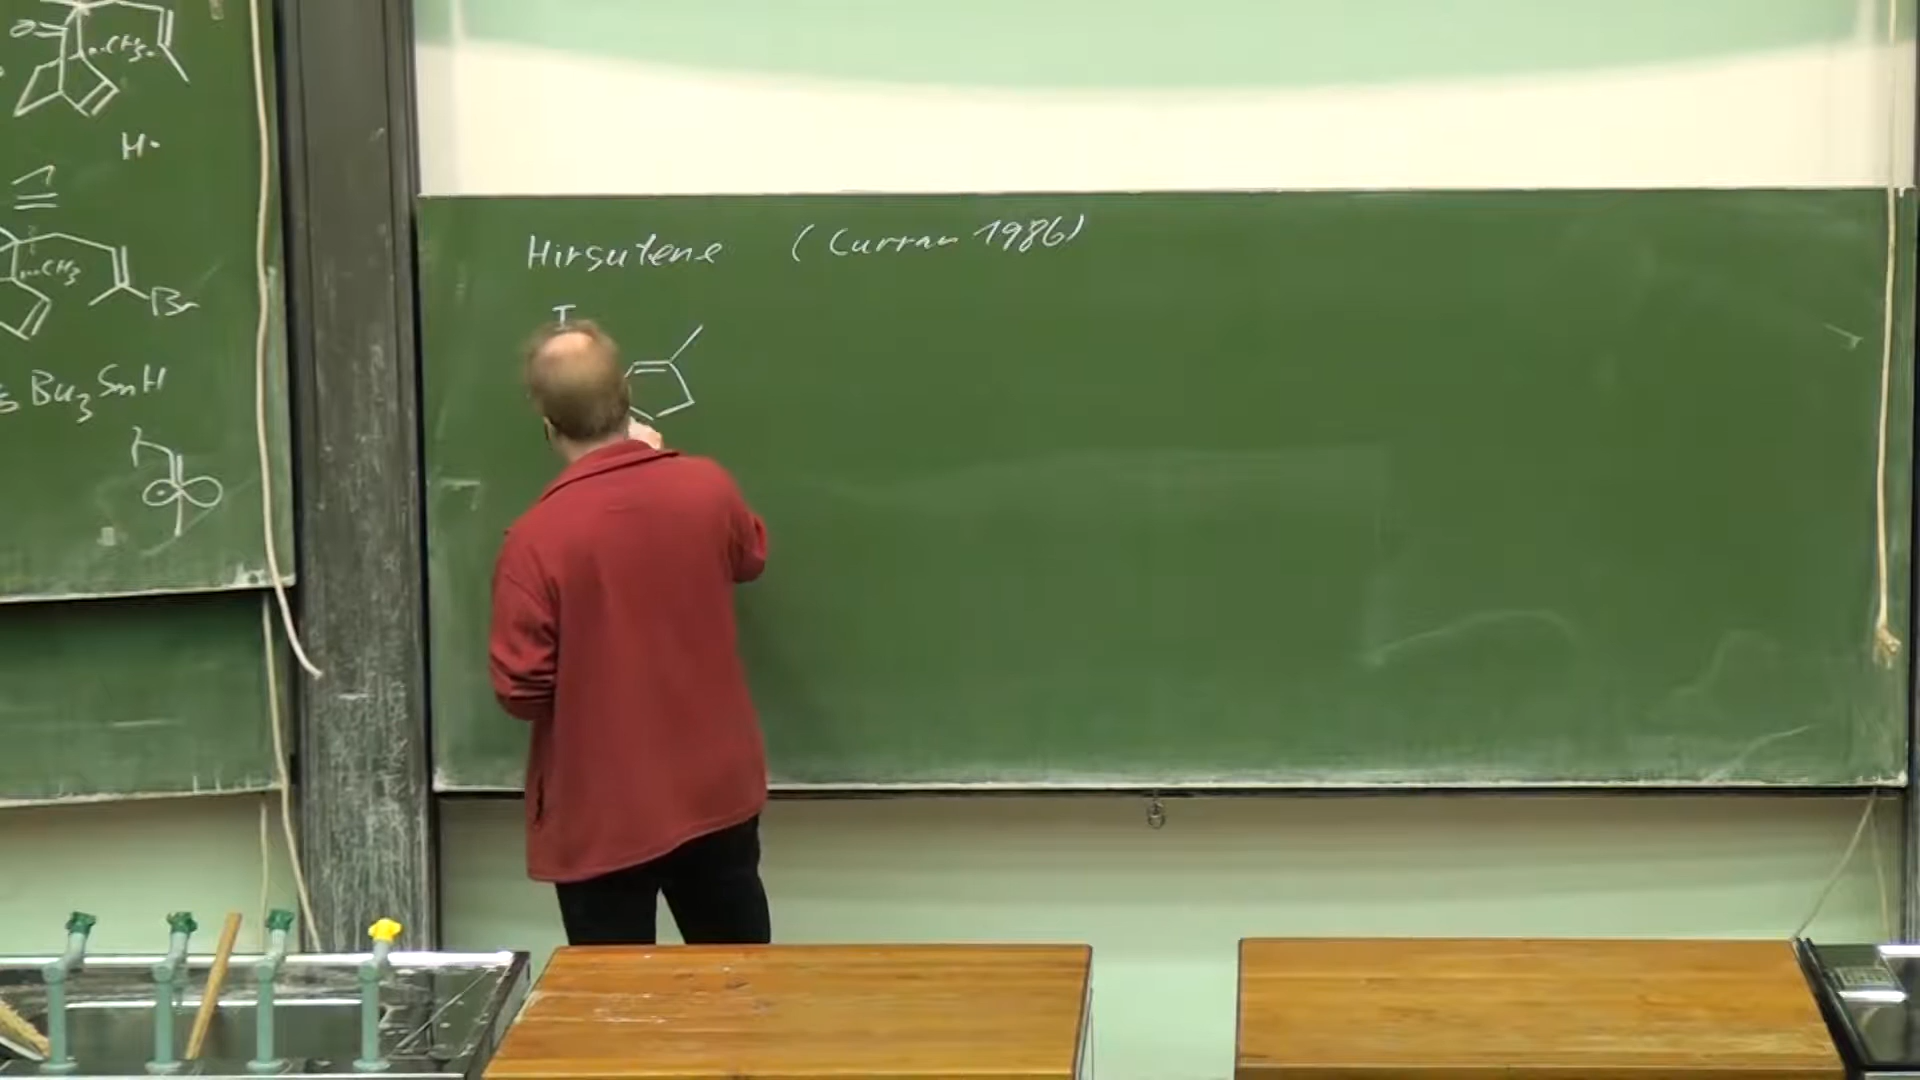 O
CH3
H·
CH3
Br
Bu3SnH
Hirsutene (Curran 1986)
I